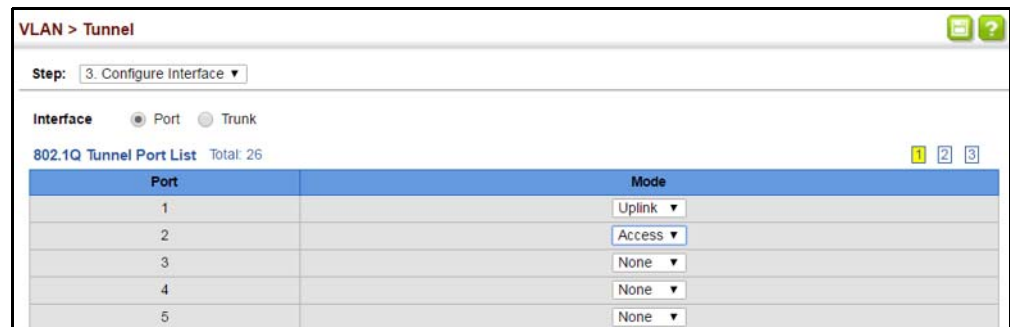 VLAN > Tunnel
?
Step: 3. Configure Interface
Interface Port Trunk
802.1Q Tunnel Port List Total: 26 1 2 3
Port Mode
1 Uplink
2 Access
3 None
4 None
5 None